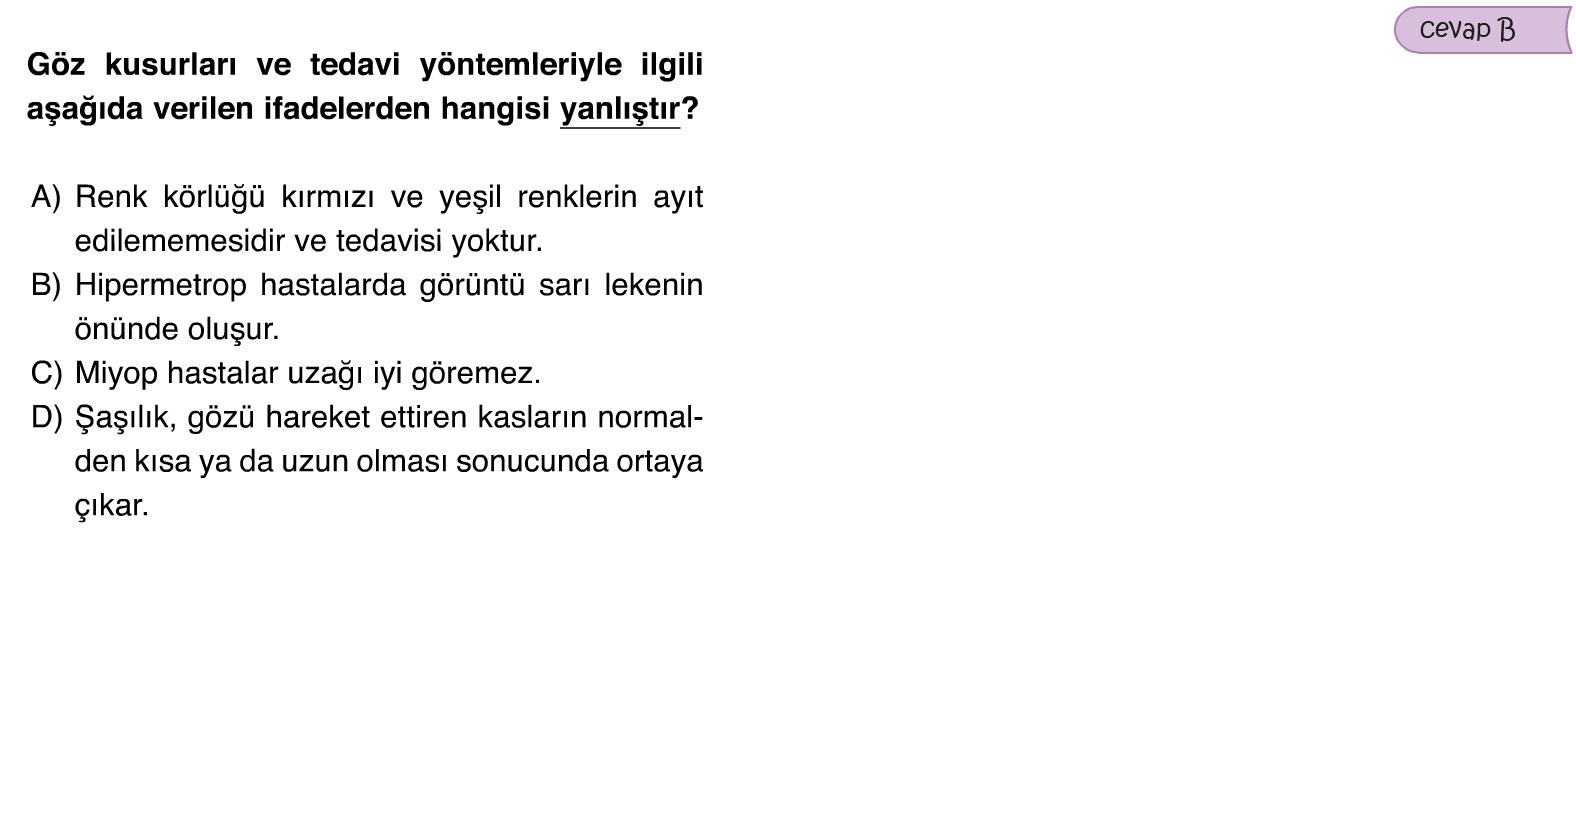 cevap B
Göz kusurları ve tedavi yöntemleriyle ilgili
aşağıda verilen ifadelerden hangisi yanlıştır?
A) Renk körlüğü kırmızı ve yeşil renklerin ayıt
edilememesidir ve tedavisi yoktur.
B) Hipermetrop hastalarda görüntü sarı lekenin
önünde oluşur.
C) Miyop hastalar uzağı iyi göremez.
D) Şaşılık, gözü hareket ettiren kasların normal-
den kısa ya da uzun olması sonucunda ortaya
çıkar.